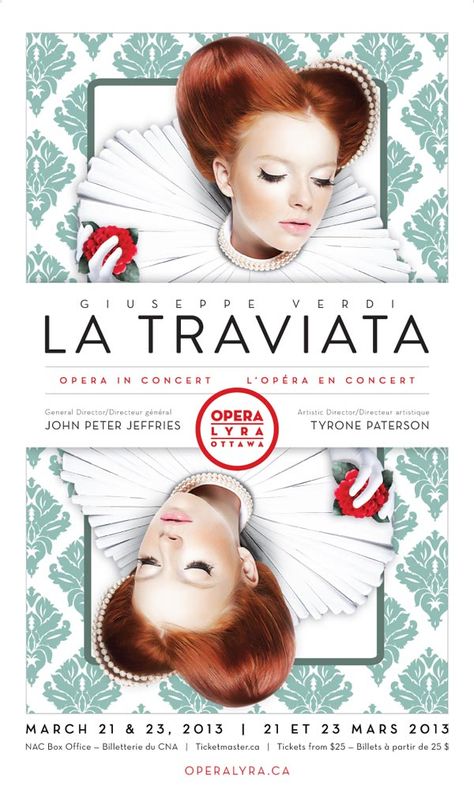 GIUSEPPE VERDI
LA TRAVIATA
OPERA IN CONCERT L'OPÉRA EN CONCERT
General Director/Directeur général
JOHN PETER JEFFRIES
OPERA
LYRA
OTTAWA
Artistic Director/Directeur artistique
TYRONE PATERSON
MARCH 21 & 23, 2013 | 21 ET 23 MARS 2013
NAC Box Office – Billetterie du CNA | Ticketmaster.ca | Tickets from $25 – Billets à partir de 25 $
OPERALYRA.CA